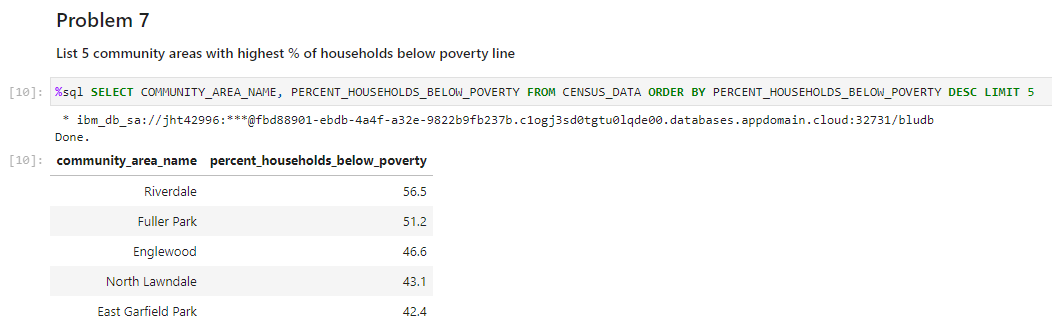 Problem 7
List 5 community areas with highest % of households below poverty line
[10]: %sql SELECT COMMUNITY_AREA_NAME, PERCENT_HOUSEHOLDS_BELOW_POVERTY FROM CENSUS_DATA ORDER BY PERCENT_HOUSEHOLDS_BELOW_POVERTY DESC LIMIT 5
* ibm_db_sa://jht42996:***@fbd88901-ebdb-4a4f-a32e-9822b9fb237b.c1ogj3sd0tgtu0lqde00.databases.appdomain.cloud:32731/bludb
Done.
[10]: community_area_name percent_households_below_poverty
Riverdale 56.5
Fuller Park 51.2
Englewood 46.6
North Lawndale 43.1
East Garfield Park 42.4